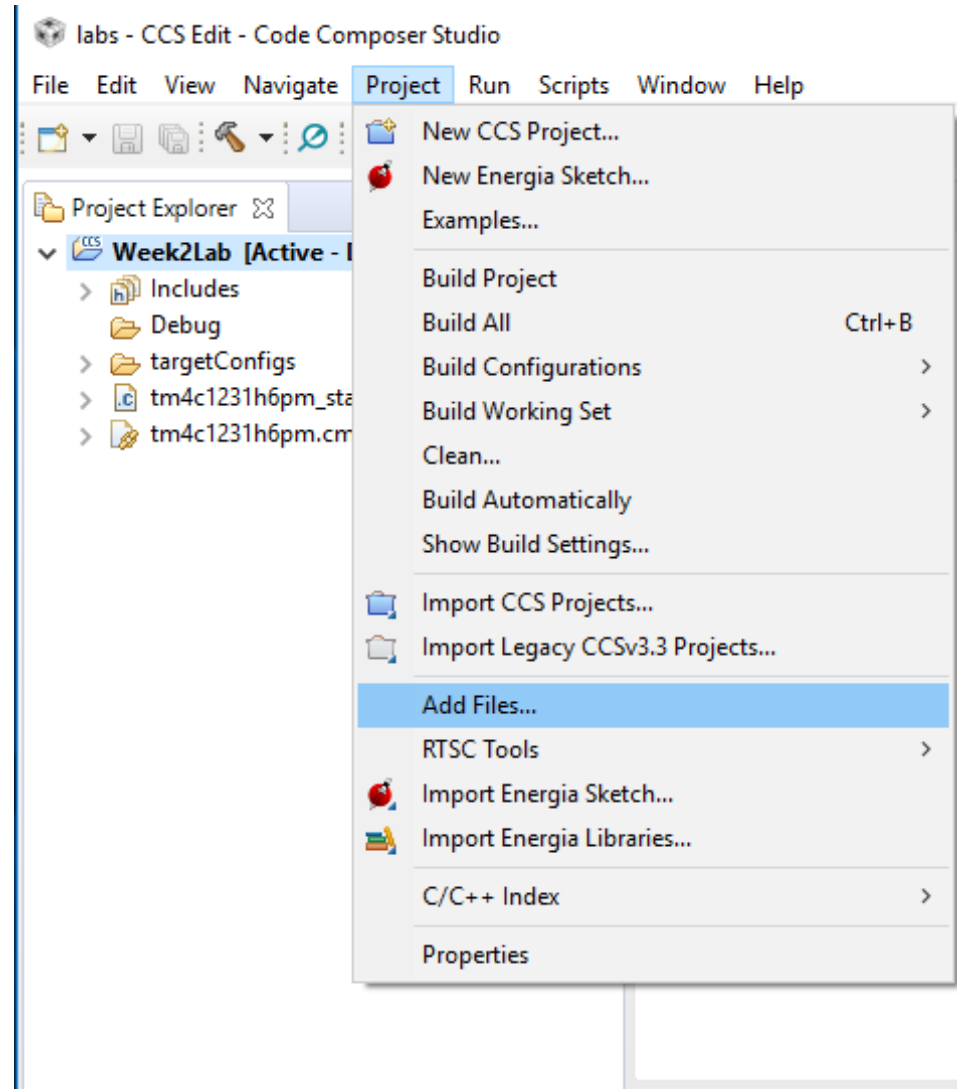 labs - CCS Edit - Code Composer Studio
File Edit View Navigate Project Run Scripts Window Help
Project Explorer
Week2Lab [Active -
Includes
Debug
targetConfigs
tm4c1231h6pm_sta
tm4c1231h6pm.cm
New CCS Project...
New Energia Sketch...
Examples...
Build Project
Build All Ctrl+B
Build Configurations
Build Working Set
Clean...
Build Automatically
Show Build Settings...
Import CCS Projects...
Import Legacy CCSv3.3 Projects...
Add Files...
RTSC Tools
Import Energia Sketch...
Import Energia Libraries...
C/C++ Index
Properties